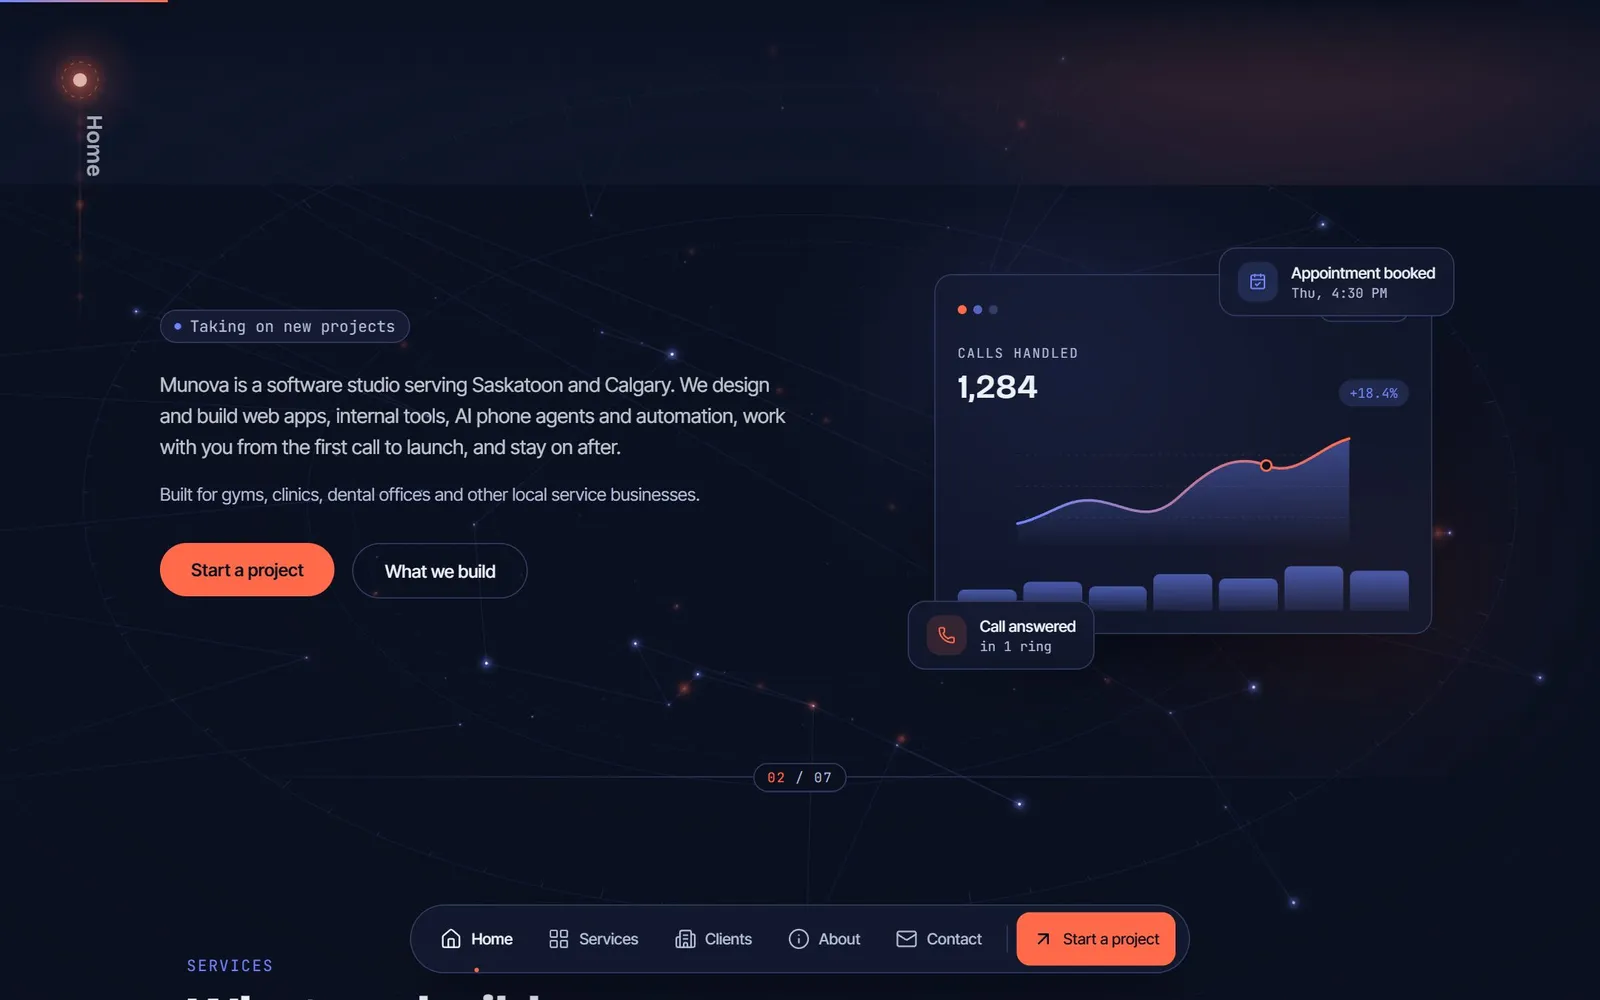 Home
Taking on new projects
Munova is a software studio serving Saskatoon and Calgary. We design
and build web apps, internal tools, AI phone agents and automation, work
with you from the first call to launch, and stay on after.
Built for gyms, clinics, dental offices and other local service businesses.
Start a project
What we build
Appointment booked
Thu, 4:30 PM
CALLS HANDLED
1,284
+18.4%
Call answered
in 1 ring
02 / 07
Home
Services
Clients
About
Contact
Start a project
SERVICES